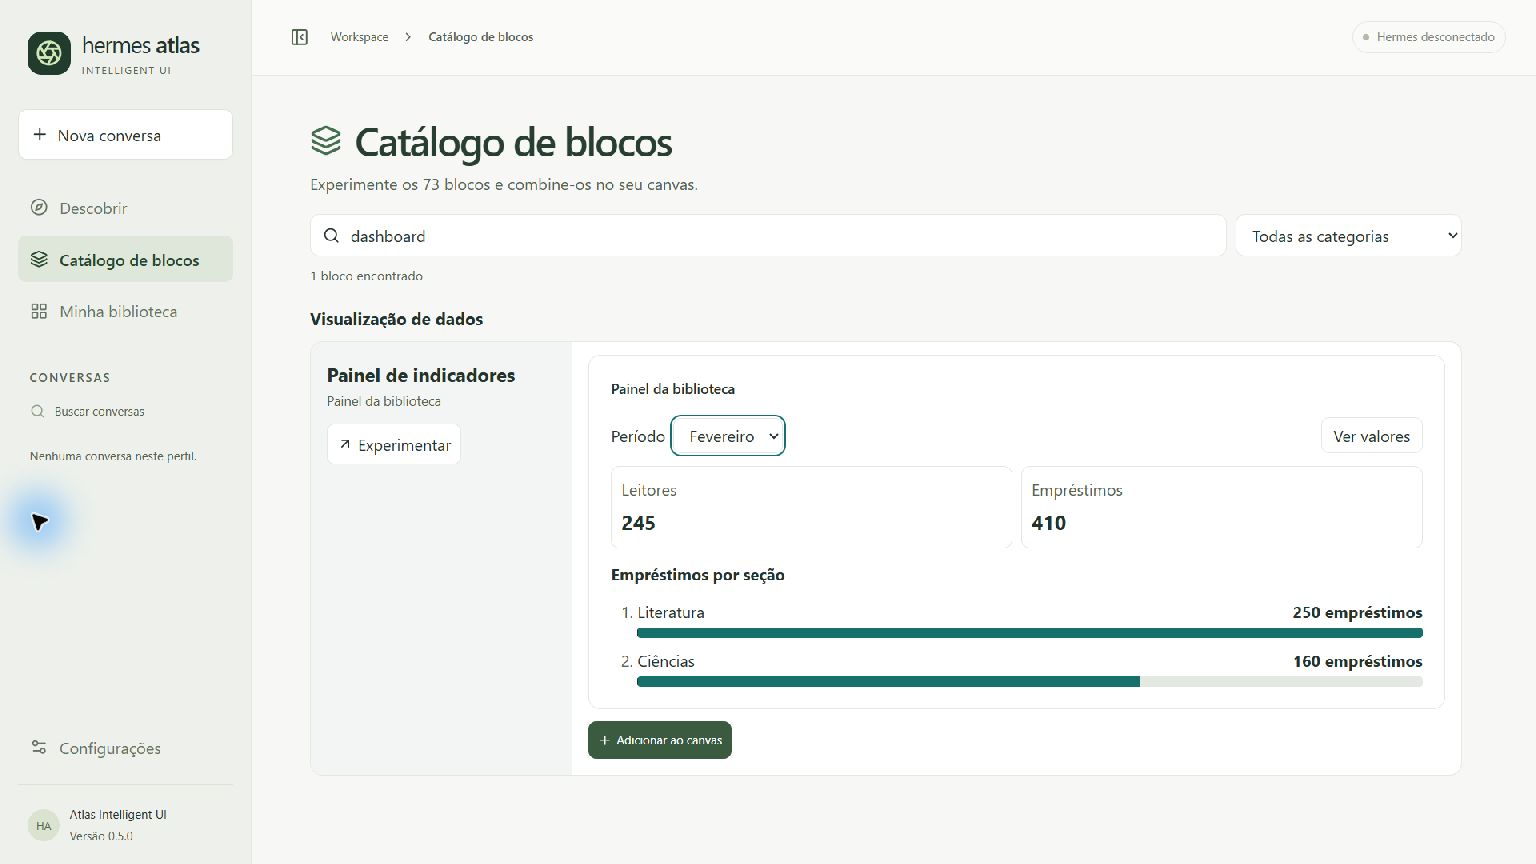 hermes atlas
INTELLIGENT UI
Nova conversa
Descobrir
Catálogo de blocos
Minha biblioteca
CONVERSAS
Buscar conversas
Nenhuma conversa neste perfil.
Configurações
HA
Atlas Intelligent UI
Versão 0.5.0
Workspace
Catálogo de blocos
Hermes desconectado
Catálogo de blocos
Experimente os 73 blocos e combine-os no seu canvas.
dashboard
Todas as categorias
1 bloco encontrado
Visualização de dados
Painel de indicadores
Painel da biblioteca
Experimentar
Painel da biblioteca
Período Fevereiro
Ver valores
Leitores
245
Empréstimos
410
Empréstimos por seção
1. Literatura 250 empréstimos
2. Ciências 160 empréstimos
Adicionar ao canvas